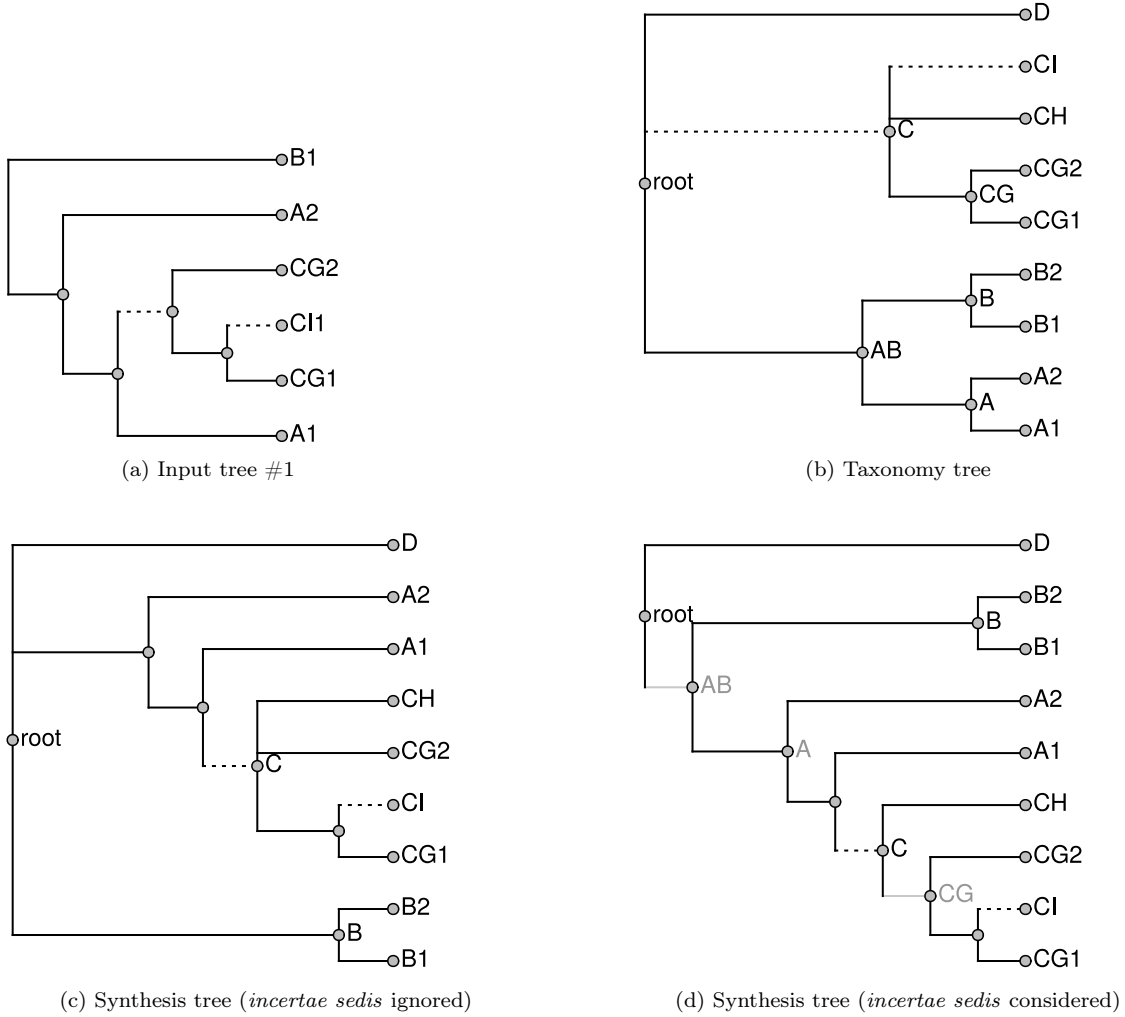 B1
A2
CG2
CI1
CG1
A1
(a) Input tree #1
D
CI
CH
C
CG2
root
CG
CG1
B2
B
B1
AB
A2
A
A1
(b) Taxonomy tree
D
A2
A1
CH
root
CG2
C
CI
CG1
B2
B
B1
(c) Synthesis tree (incertae sedis ignored)
D
B2
root
B
B1
AB
A2
A
A1
CH
C
CG2
CG
CI
CG1
(d) Synthesis tree (incertae sedis considered)